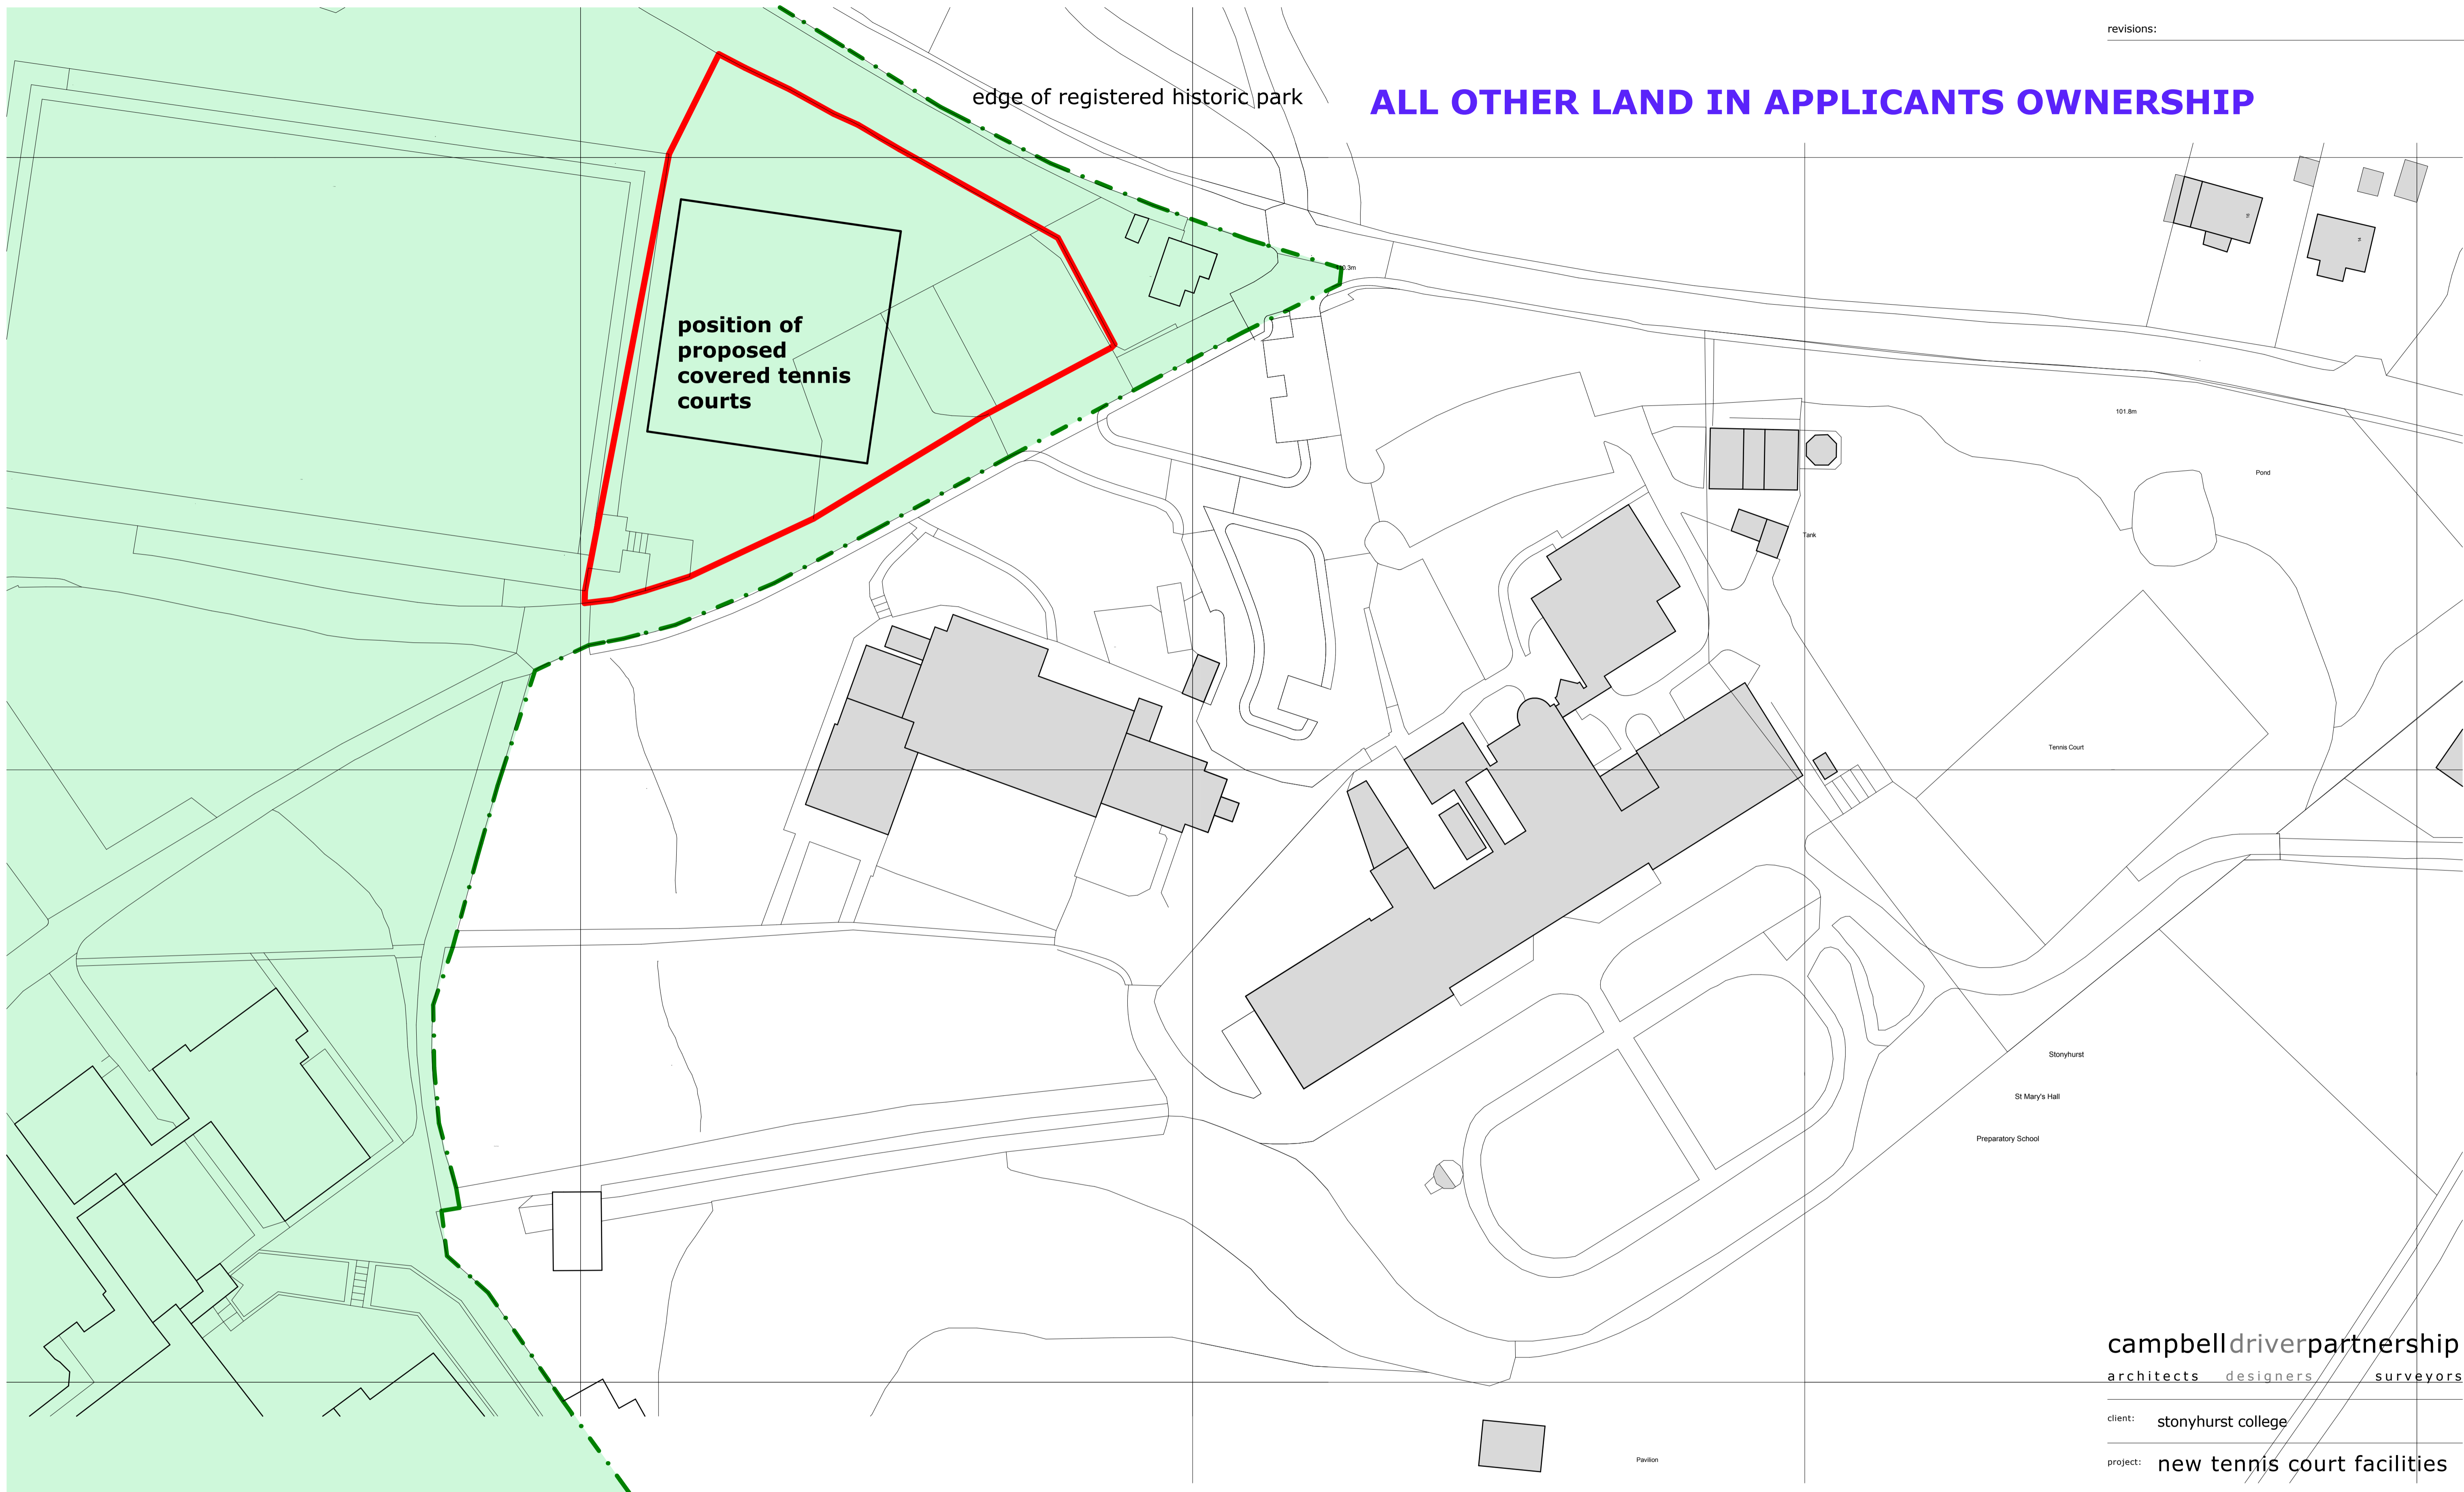 revisions:
edge of registered historic park
ALL OTHER LAND IN APPLICANTS OWNERSHIP
position of
proposed
covered tennis
courts
101.8m
Pond
Tank
Tennis Court
Stonyhurst
St Mary's Hall
Preparatory School
Pavilion
campbelldriverpartnership
architects designers surveyors
client: stonyhurst college
project: new tennis court facilities